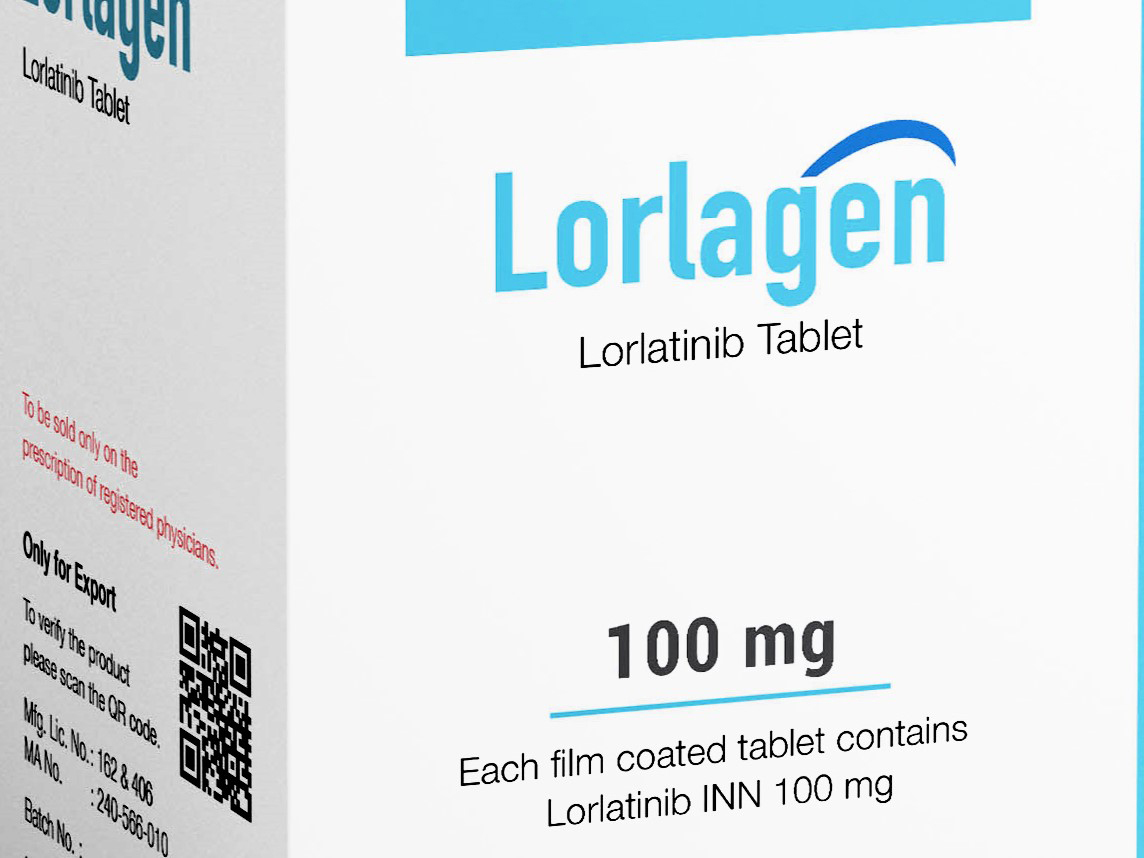 Lorlagen
Lorlatinib Tablet
To be sold only on the
prescription of registered physicians.
Only for Export
To verify the product
please scan the QR code.
Mfg. Lic. No. : 162 & 406
MA No. : 240-566-010
Batch No. :
Lorlagen
Lorlatinib Tablet
100 mg
Each film coated tablet contains
Lorlatinib INN 100 mg